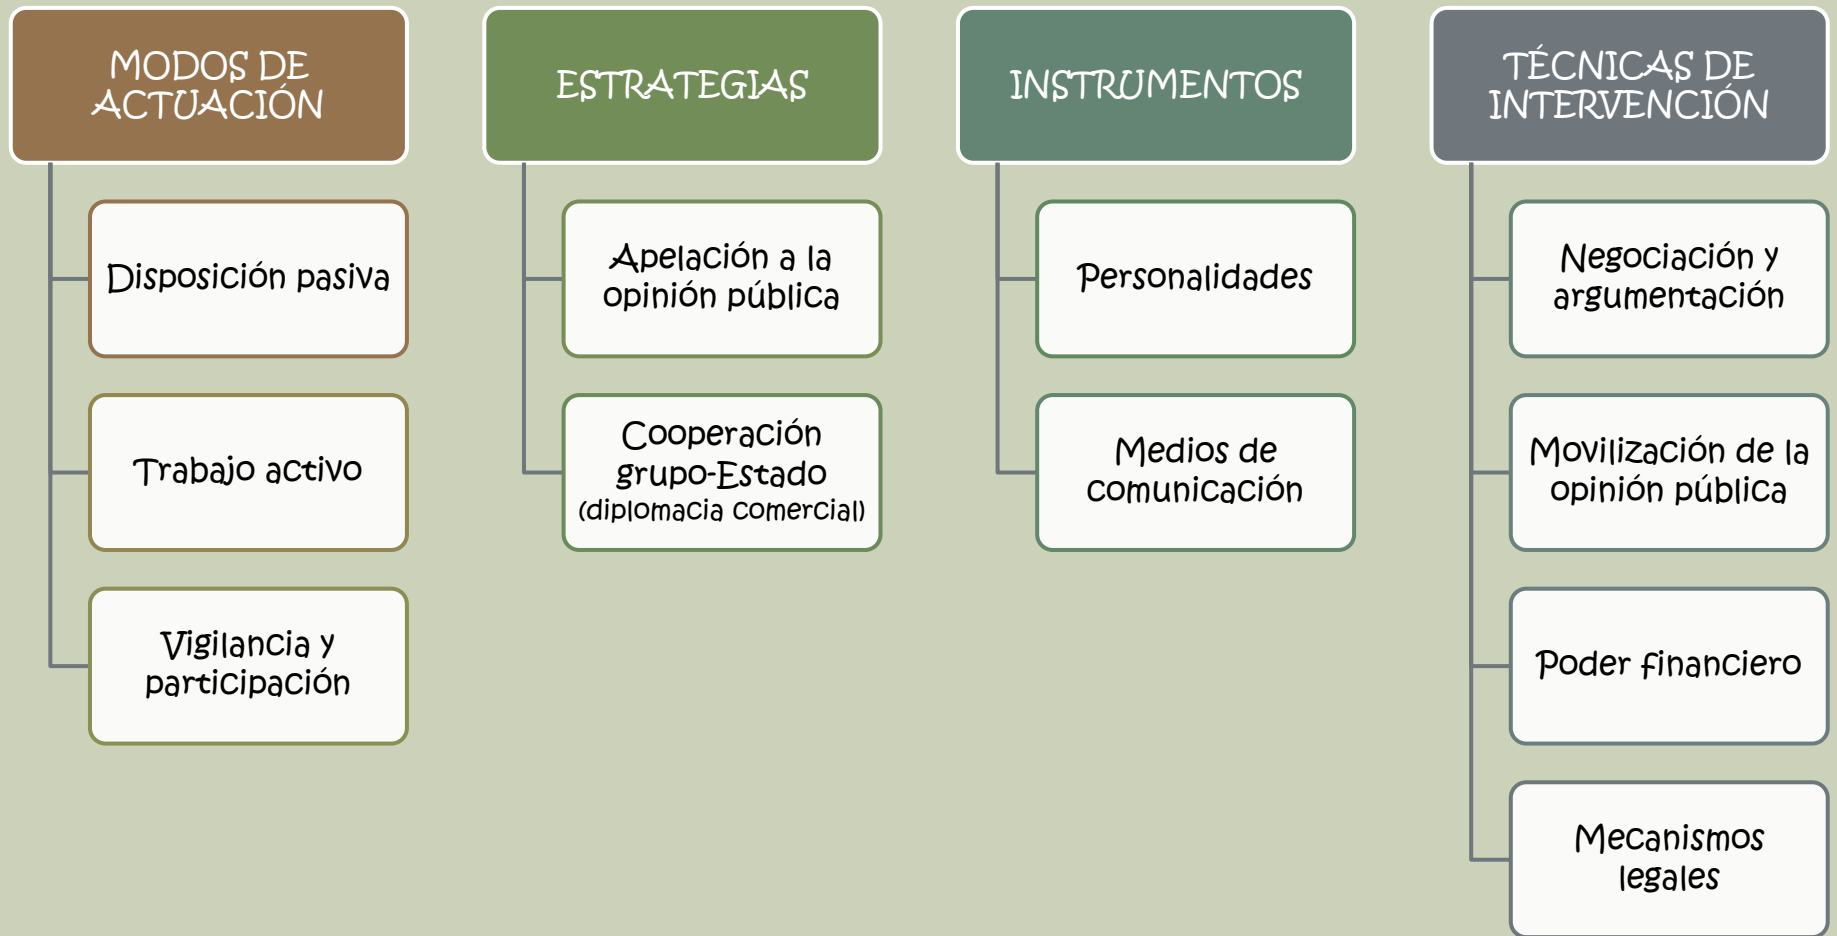 MODOS DE
ACTUACIÓN
Disposición pasiva
Trabajo activo
Vigilancia y
participación
ESTRATEGIAS
Apelación a la
opinión pública
Cooperación
grupo-Estado
(diplomacia comercial)
INSTRUMENTOS
Personalidades
Medios de
comunicación
TÉCNICAS DE
INTERVENCIÓN
Negociación y
argumentación
Movilización de la
opinión pública
Poder financiero
Mecanismos
legales